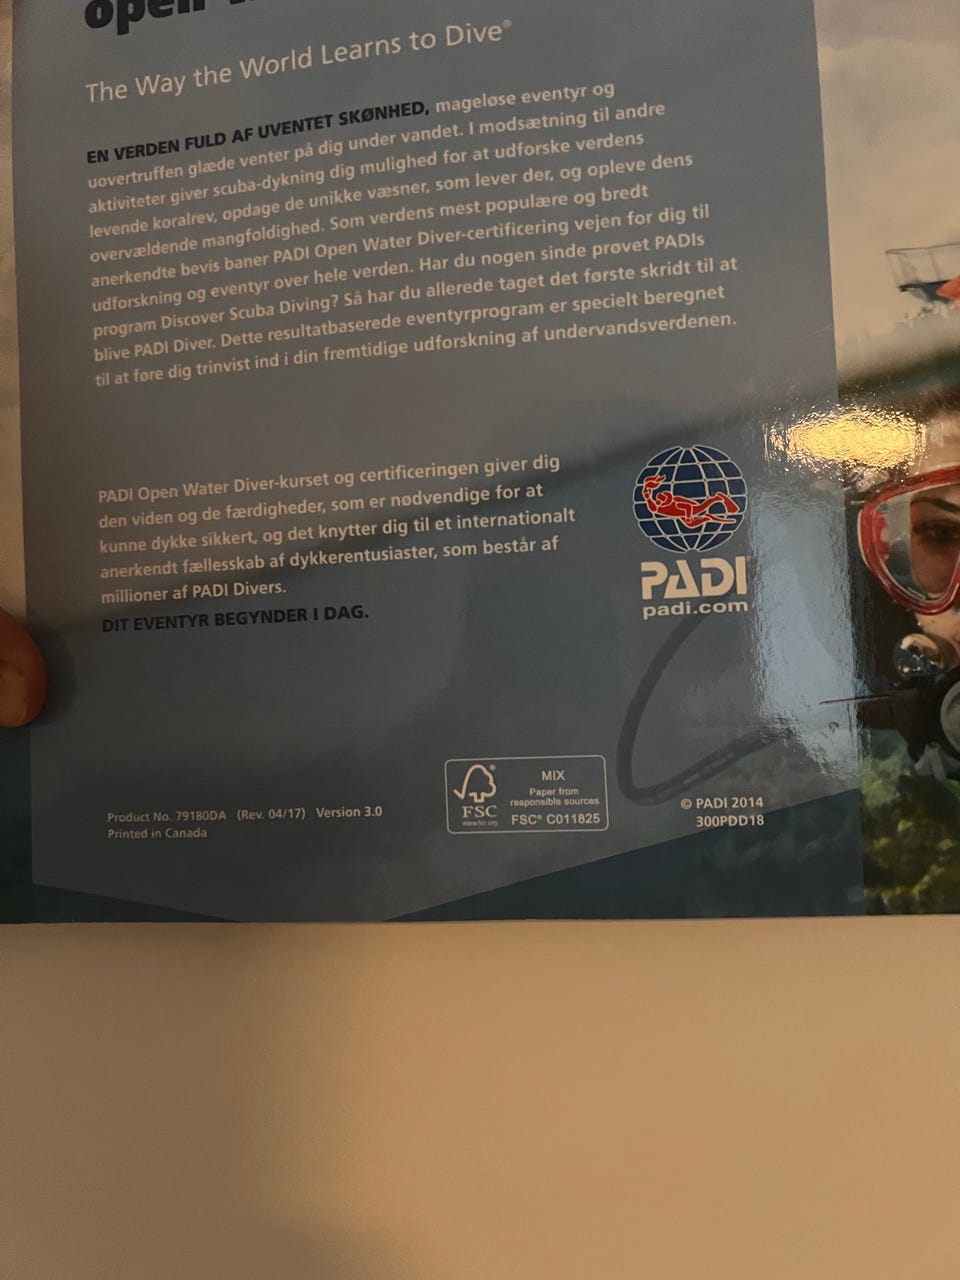 open
The Way the World Learns to Dive®
EN VERDEN FULD AF UVENTET SKØNHED, mageløse eventyr og
uovertruffen glæde venter på dig under vandet. I modsætning til andre
aktiviteter giver scuba-dykning dig mulighed for at udforske verdens
levende koralrev, opdage de unikke væsner, som lever der, og opleve dens
overvældende mangfoldighed. Som verdens mest populære og bredt
anerkendte bevis baner PADI Open Water Diver-certificering vejen for dig til
udforskning og eventyr over hele verden. Har du nogen sinde prøvet PADIs
program Discover Scuba Diving? Så har du allerede taget det første skridt til at
blive PADI Diver. Dette resultatbaserede eventyrprogram er specielt beregnet
til at føre dig trinvist ind i din fremtidige udforskning af undervandsverdenen.
PADI Open Water Diver-kurset og certificeringen giver dig
den viden og de færdigheder, som er nødvendige for at
kunne dykke sikkert, og det knytter dig til et internationalt
anerkendt fællesskab af dykkerentusiaster, som består af
millioner af PADI Divers.
DIT EVENTYR BEGYNDER I DAG.
PADI
padi.com
Product No. 79180DA (Rev. 04/17) Version 3.0
Printed in Canada
FSC
www.fsc.org
MIX
Paper from
responsible sources
FSC® C011825
© PADI 2014
300PDD18